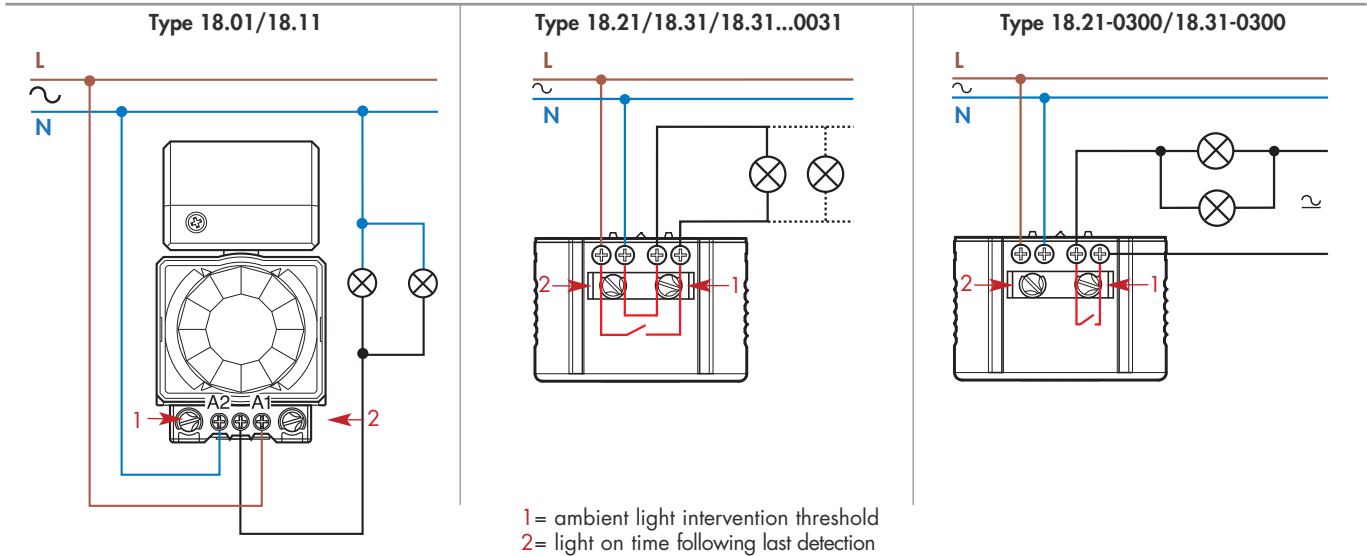 Type 18.01/18.11
L
N
A2 A1
1
2
Type 18.21/18.31/18.31...0031
L
N
2
1
Type 18.21-0300/18.31-0300
L
N
2
1
1= ambient light intervention threshold
2= light on time following last detection